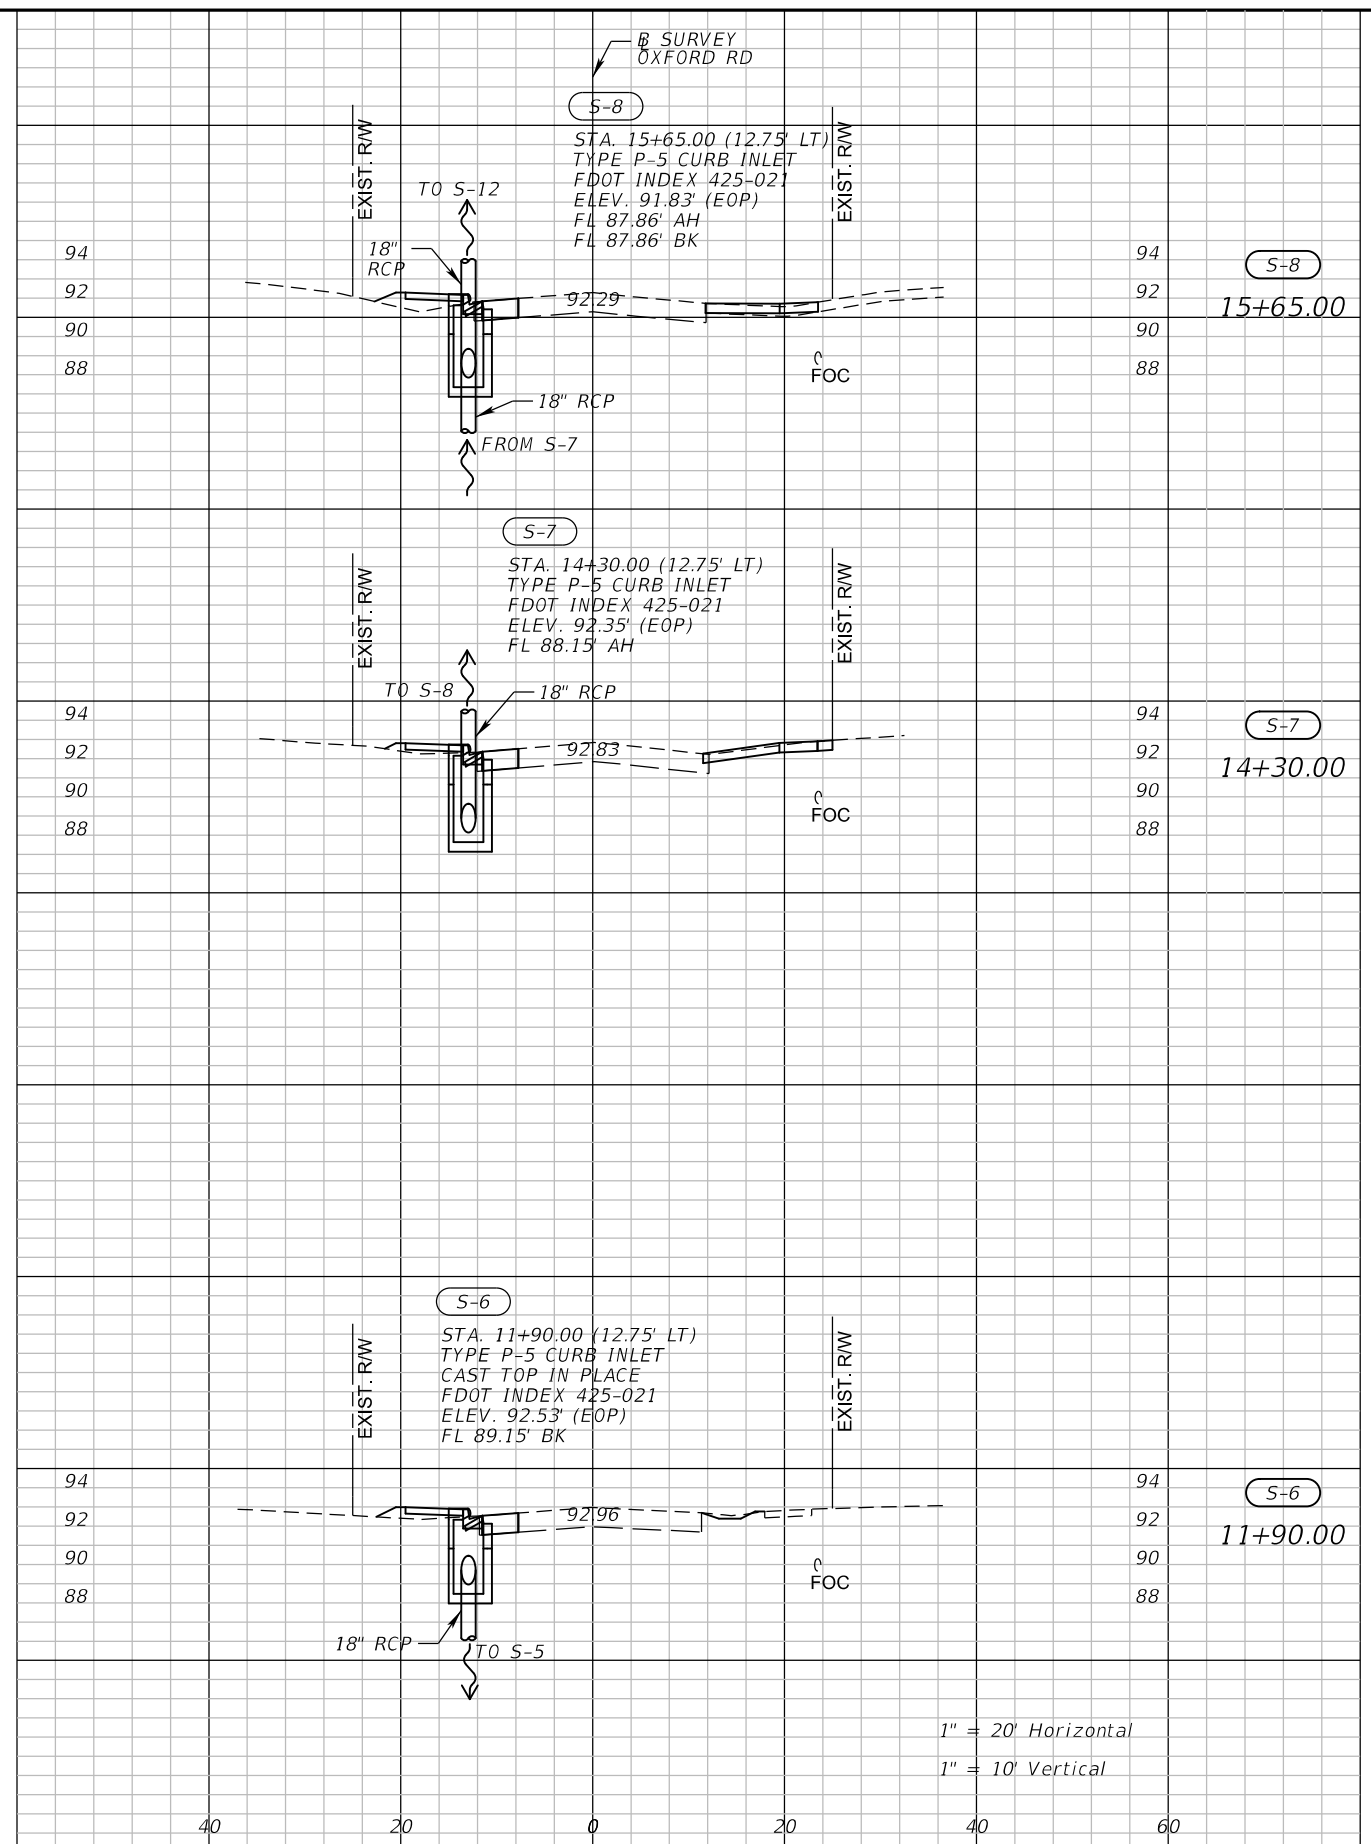 B SURVEY
OXFORD RD
S-8
STA. 15+65.00 (12.75' LT)
TYPE P-5 CURB INLET
FDOT INDEX 425-021
ELEV. 91.83' (EOP)
FL 87.86' AH
FL 87.86' BK
EXIST. R/W
EXIST. R/W
TO S-12
18"
RCP
94
92
90
88
92.29
94
92
90
88
S-8
15+65.00
FOC
18" RCP
FROM S-7
S-7
STA. 14+30.00 (12.75' LT)
TYPE P-5 CURB INLET
FDOT INDEX 425-021
ELEV. 92.35' (EOP)
FL 88.15' AH
EXIST. R/W
EXIST. R/W
TO S-8
18" RCP
94
92
90
88
92.83
94
92
90
88
S-7
14+30.00
FOC
S-6
STA. 11+90.00 (12.75' LT)
TYPE P-5 CURB INLET
CAST TOP IN PLACE
FDOT INDEX 425-021
ELEV. 92.53' (EOP)
FL 89.15' BK
EXIST. R/W
EXIST. R/W
94
92
90
88
92.96
94
92
90
88
S-6
11+90.00
FOC
18" RCP
TO S-5
1" = 20' Horizontal
1" = 10' Vertical
40 20 0 20 40 60